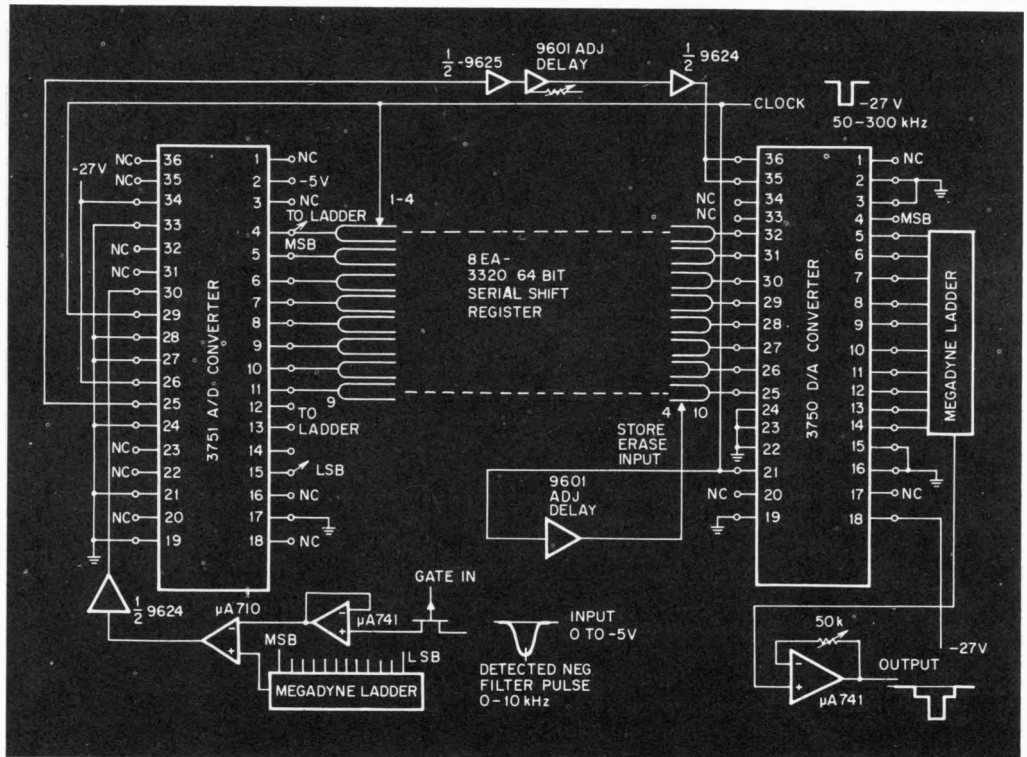 1/2 -9625
9601 ADJ
DELAY
1/2 9624
CLOCK
-27 V
50-300 kHz
-27V
NC 36
NC 35
34
33
NC 32
NC 31
30
29
28
27
26
25
24
NC 23
NC 22
21
NC 20
19
3751 A/D CONVERTER
1 NC
2 -5V
3 NC
TO LADDER
4
MSB
5
6
7
8
9
10
11
12
TO
13 LADDER
14
15 LSB
16 NC
17
18 NC
1-4
9
8 EA-
3320 64 BIT
SERIAL SHIFT
REGISTER
4 10
STORE
ERASE
INPUT
9601
ADJ
DELAY
36
35
NC 34
NC 33
32
31
30
29
28
27
26
25
24
23
22
21
NC 20
19
3750 D/A CONVERTER
1 NC
2
3
4 MSB
5
6
7
8
9
10
11
12
13
14
15
16
17 NC
18
MEGADYNE LADDER
1/2 9624
μA710
μA741
GATE IN
INPUT
0 TO -5V
MSB
LSB
MEGADYNE LADDER
DETECTED NEG
FILTER PULSE
0-10 kHz
50 k
-27V
OUTPUT
μA741